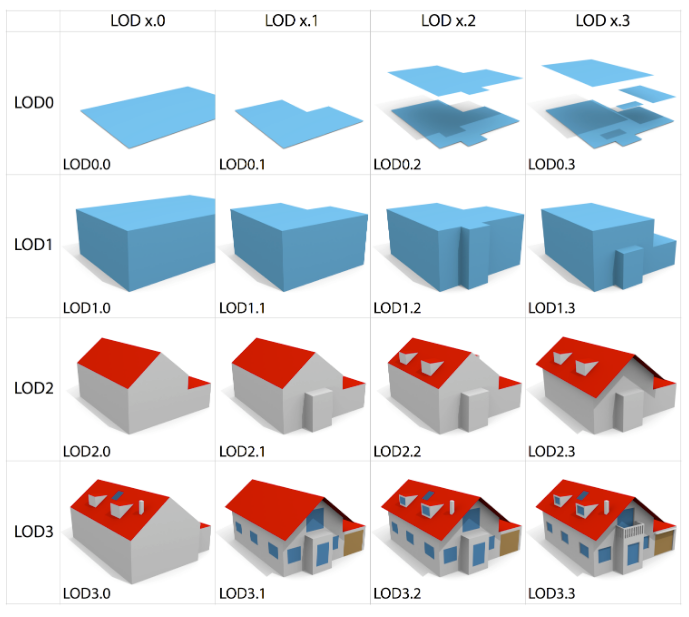 LOD x.0 LOD x.1 LOD x.2 LOD x.3
LOD0
LOD0.0 LOD0.1 LOD0.2 LOD0.3
LOD1
LOD1.0 LOD1.1 LOD1.2 LOD1.3
LOD2
LOD2.0 LOD2.1 LOD2.2 LOD2.3
LOD3
LOD3.0 LOD3.1 LOD3.2 LOD3.3